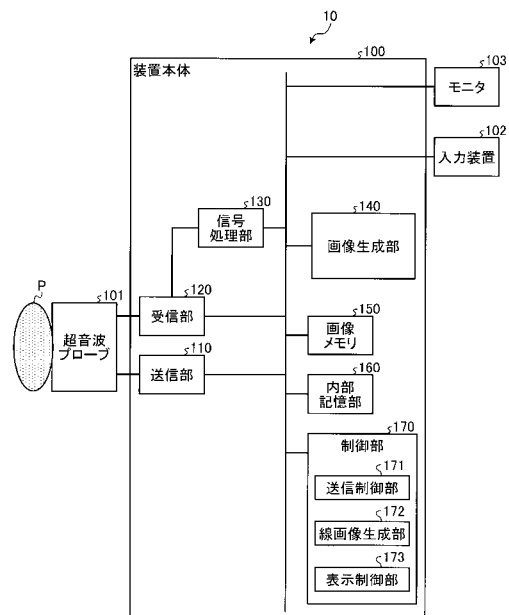 10
100
装置本体
103
モニタ
102
入力装置
130
信号
処理部
140
画像生成部
P
101
超音波
プローブ
120
受信部
150
画像
メモリ
110
送信部
160
内部
記憶部
170
制御部
171
送信制御部
172
線画像生成部
173
表示制御部